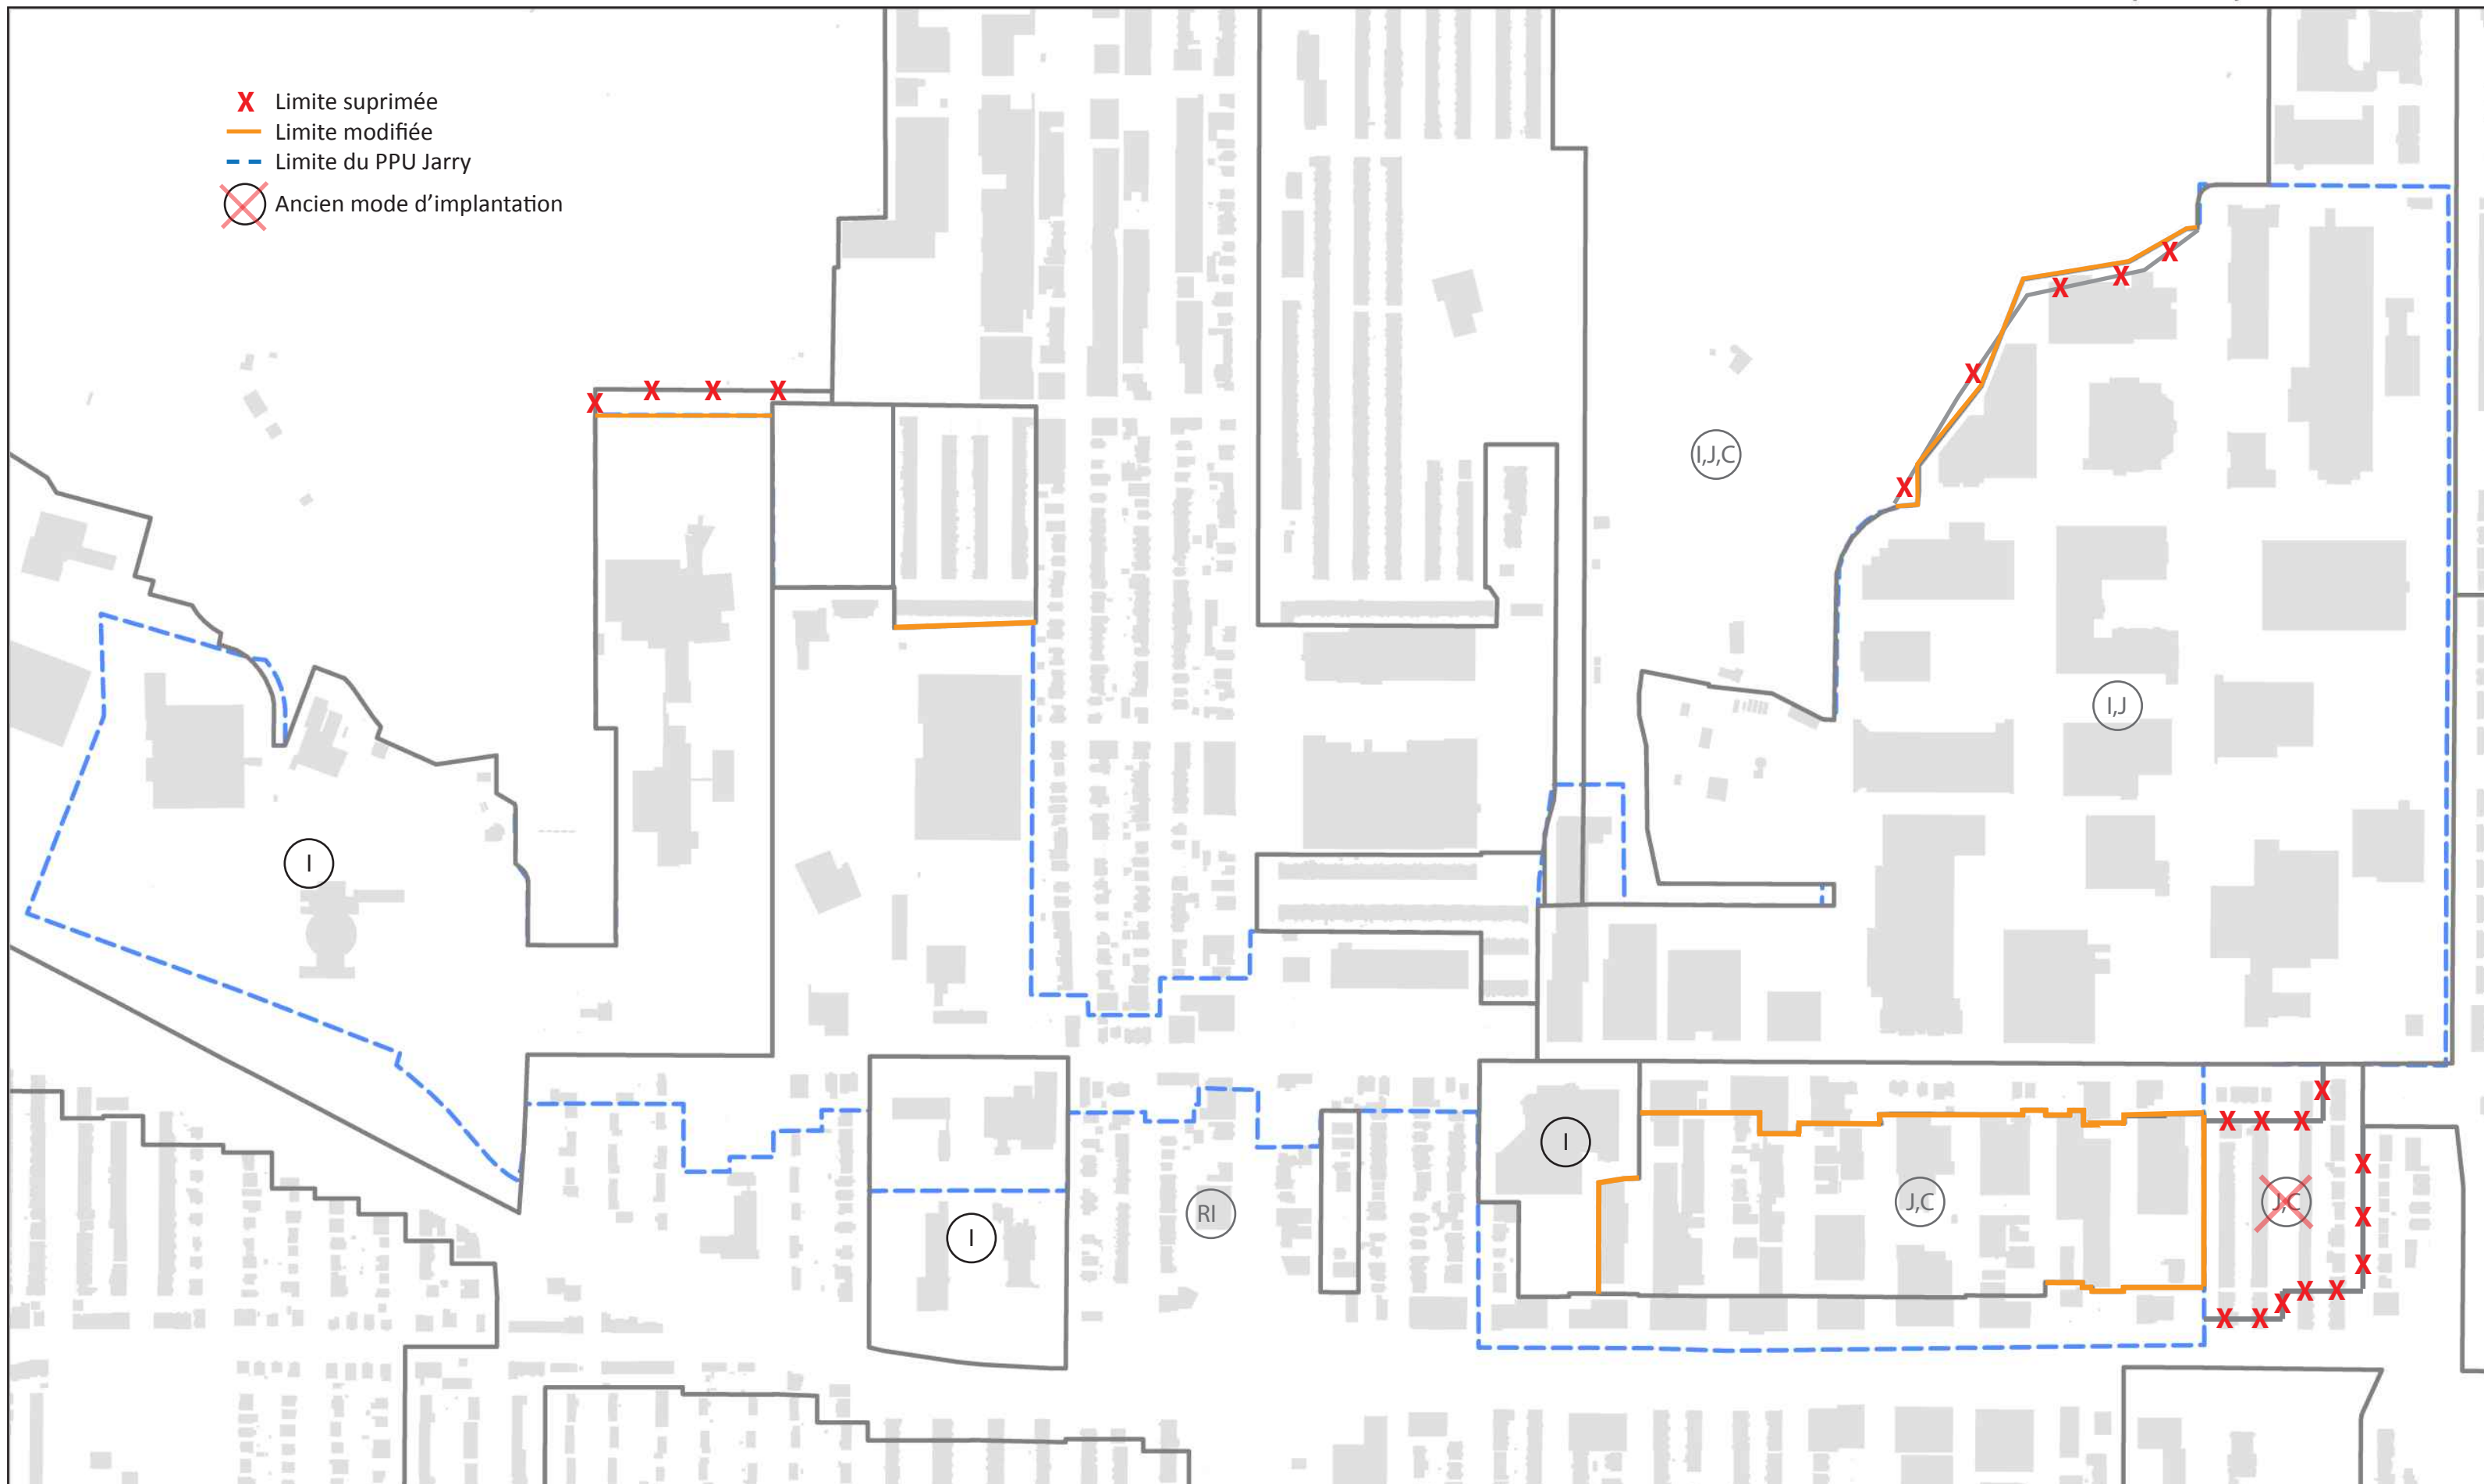 X Limite suprimée
Limite modifiée
Limite du PPU Jarry
Ancien mode d'implantation
X X X X
X X X X X
I,J,C
I,J
I
I
X
X X X
X
J,C
J,C
RI
X
I
X
X X
X
X X